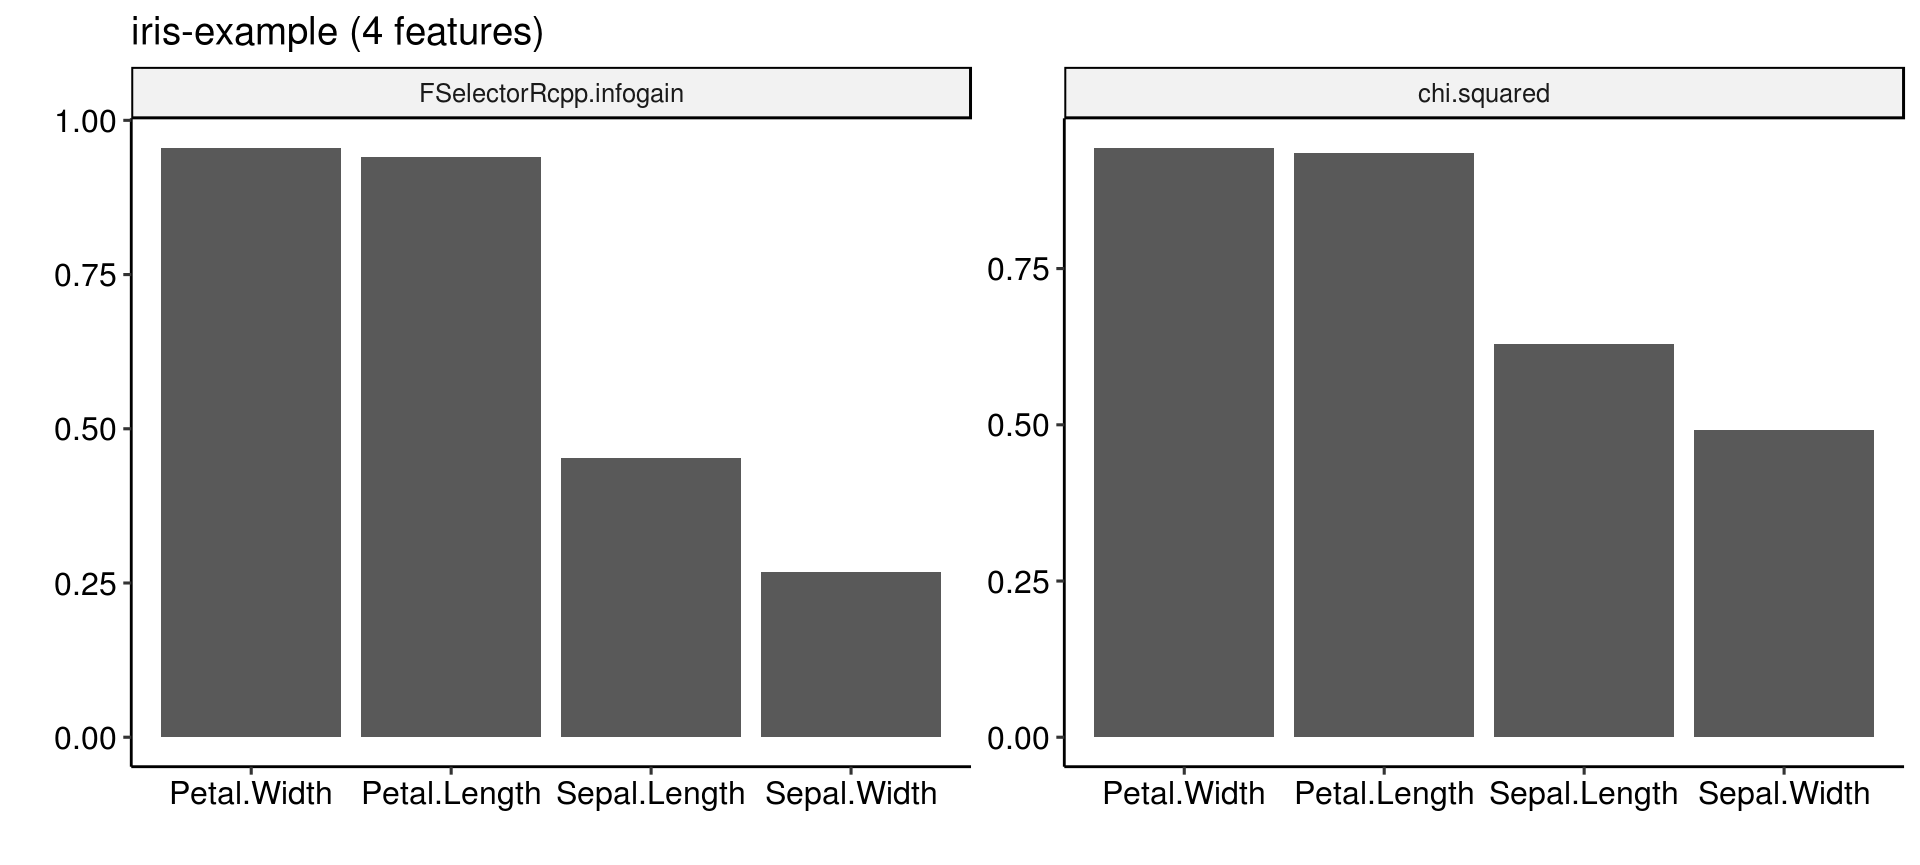 iris-example (4 features)
FSelectorRcpp.infogain
1.00
0.75
0.50
0.25
0.00
Petal.Width Petal.Length Sepal.Length Sepal.Width
chi.squared
0.75
0.50
0.25
0.00
Petal.Width Petal.Length Sepal.Length Sepal.Width